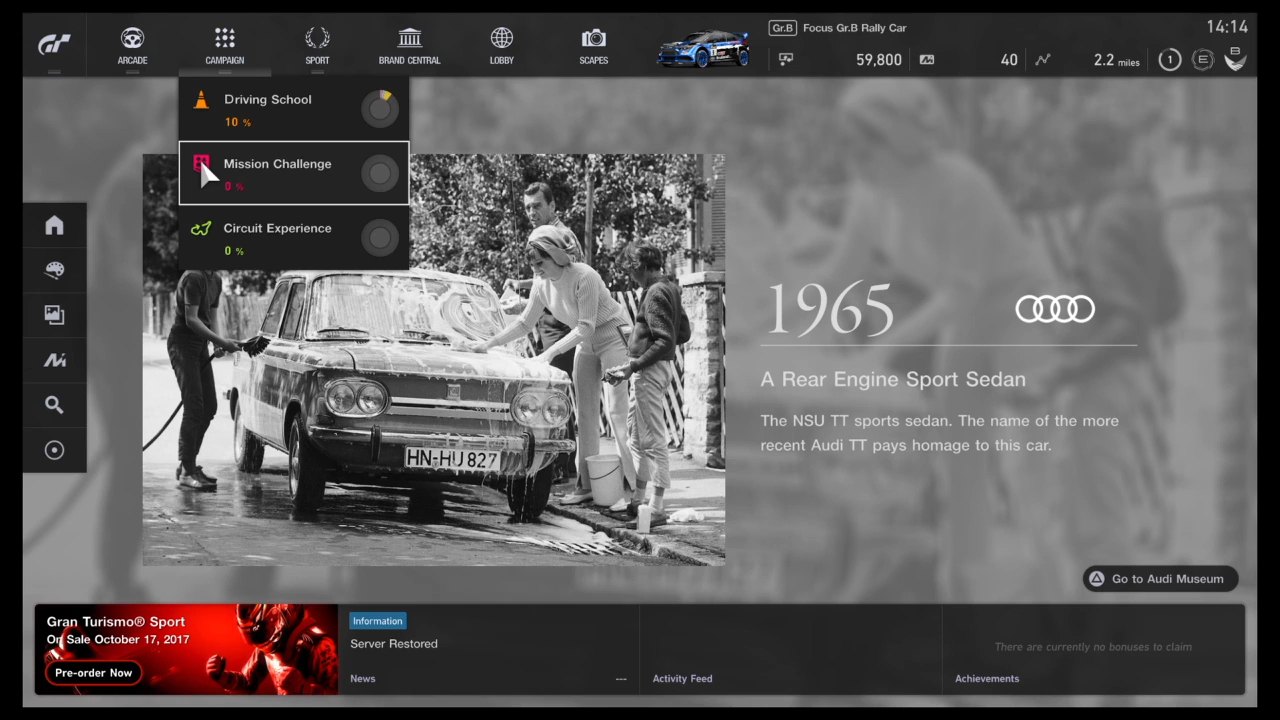 GT
ARCADE
CAMPAIGN
SPORT
BRAND CENTRAL
LOBBY
SCAPES
Gr.B Focus Gr.B Rally Car
14:14
59,800
40
2.2 miles
1
E
B
Driving School
10 %
Mission Challenge
0 %
Circuit Experience
0 %
HN-HU 827
1965
A Rear Engine Sport Sedan
The NSU TT sports sedan. The name of the more
recent Audi TT pays homage to this car.
Go to Audi Museum
Gran Turismo® Sport
On Sale October 17, 2017
Pre-order Now
Information
Server Restored
News ---
Activity Feed
There are currently no bonuses to claim
Achievements